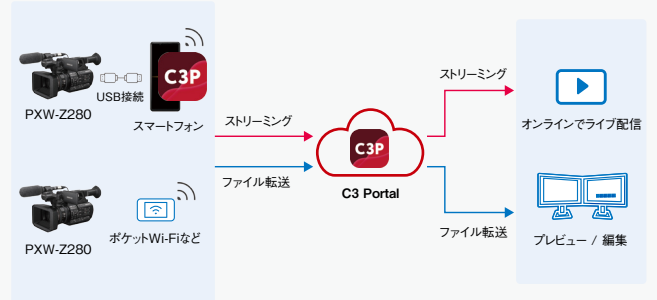 C3P
USB接続
PXW-Z280
スマートフォン
PXW-Z280
ポケットWi-Fiなど
ストリーミング
ファイル転送
C3P
C3 Portal
ストリーミング
ファイル転送
オンラインでライブ配信
プレビュー / 編集